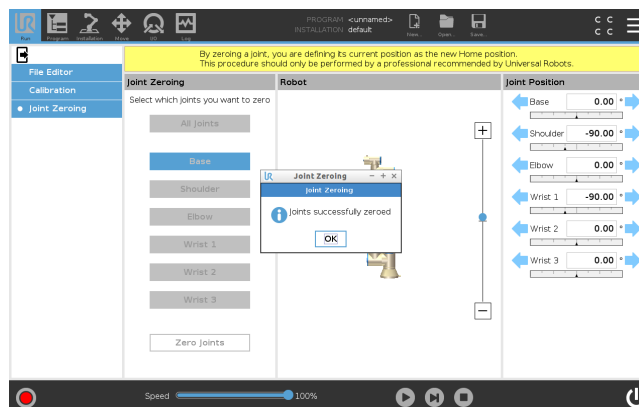 PROGRAM <unnamed>
INSTALLATION default
Run Program Installation Move I/O Log
New... Open... Save...
C C
C C
By zeroing a joint, you are defining its current position as the new Home position.
This procedure should only be performed by a professional recommended by Universal Robots.
File Editor
Calibration
Joint Zeroing
Joint Zeroing
Select which joints you want to zero
All Joints
Base
Shoulder
Elbow
Wrist 1
Wrist 2
Wrist 3
Zero Joints
Robot
+
−
UR Joint Zeroing − + ×
Joint Zeroing
Joints successfully zeroed
OK
Joint Position
Base 0.00 °
Shoulder -90.00 °
Elbow 0.00 °
Wrist 1 -90.00 °
Wrist 2 0.00 °
Wrist 3 0.00 °
Speed 100%